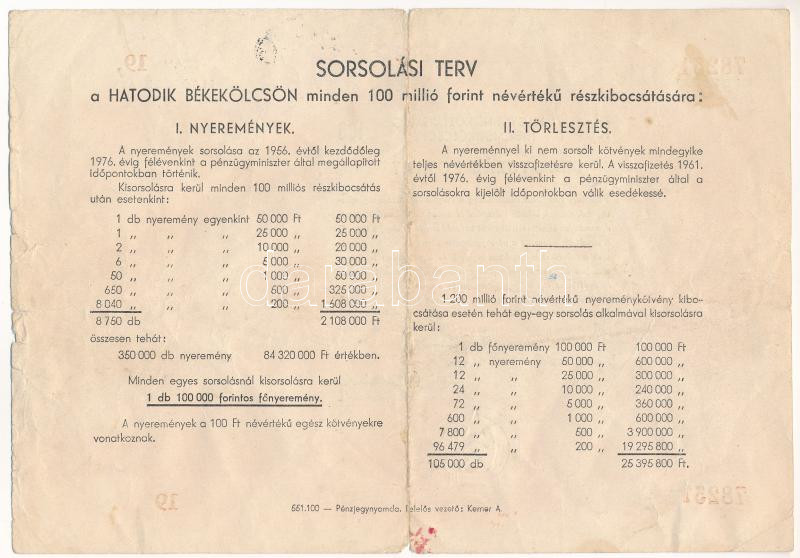 SORSOLÁSI TERV
a HATODIK BÉKEKÖLCSÖN minden 100 millió forint névértékű részkibocsátására:
I. NYEREMÉNYEK.
A nyeremények sorsolása az 1956. évtől kezdődőleg
1976. évig félévenkint a pénzügyminiszter által megállapított
időpontokban történik.
Kisorsolásra kerül minden 100 milliós részkibocsátás
után esetenkint:
1 db nyeremény egyenkint 50 000 Ft 50 000 Ft
1 „ „ „ 25 000 „ 25 000 „
2 „ „ „ 10 000 „ 20 000 „
6 „ „ „ 5 000 „ 30 000 „
50 „ „ „ 1 000 „ 50 000 „
650 „ „ „ 500 „ 325 000 „
8 040 „ „ „ 200 „ 1 608 000 „
8 750 db 2 108 000 Ft
összesen tehát:
350 000 db nyeremény 84 320 000 Ft értékben.
Minden egyes sorsolásnál kisorsolásra kerül
1 db 100 000 forintos főnyeremény.
A nyeremények a 100 Ft névértékű egész kötvényekre
vonatkoznak.
II. TÖRLESZTÉS.
A nyereménnyel ki nem sorsolt kötvények mindegyike
teljes névértékben visszafizetésre kerül. A visszafizetés 1961.
évtől 1976. évig félévenkint a pénzügyminiszter által a
sorsolásokra kijelölt időpontokban válik esedékessé.
1 200 millió forint névértékű nyereménykötvény kibo-
csátása esetén tehát egy-egy sorsolás alkalmával kisorsolásra
kerül:
1 db főnyeremény 100 000 Ft 100 000 Ft
12 „ nyeremény 50 000 „ 600 000 „
12 „ „ 25 000 „ 300 000 „
24 „ „ 10 000 „ 240 000 „
72 „ „ 5 000 „ 360 000 „
600 „ „ 1 000 „ 600 000 „
7 800 „ „ 500 „ 3 900 000 „
96 479 „ „ 200 „ 19 295 800 „
105 000 db 25 395 800 Ft.
551.100 — Pénzjegynyomda. Felelős vezető: Kemer A.
darabanth